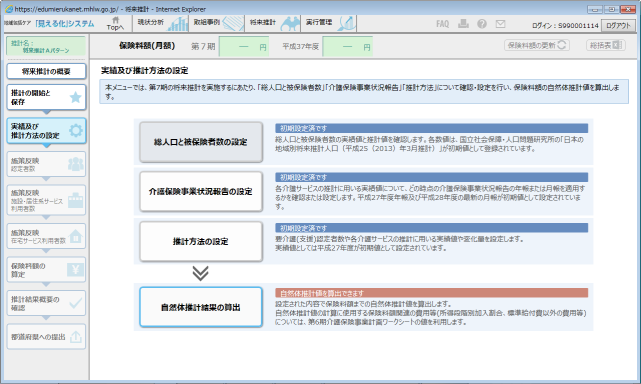 https://edumierukanet.mhlw.go.jp/ - 将来推計 - Internet Explorer
地域包括ケア「見える化」システム
Topへ
現状分析
取組事例
将来推計
実行管理
FAQ
ログイン：S990001114
ログアウト
推計名：
将来推計Aパターン
保険料額(月額)
第7期
― 円
平成37年度
― 円
保険料額の更新
総括表
将来推計の概要
推計の開始と
保存
実績及び
推計方法の設定
施策反映
認定者数
施策反映
施設・居住系サービス
利用者数
施策反映
在宅サービス利用者数
保険料額の
算定
推計結果概要の
確認
都道府県への提出
実績及び推計方法の設定
本メニューでは、第7期の将来推計を実施するにあたり、「総人口と被保険者数」「介護保険事業状況報告」「推計方法」について確認・設定を行い、保険料額の自然体推計値を算出しま
す。
総人口と被保険者数の設定
初期設定済です
総人口と被保険者数の実績値と推計値を確認します。各数値は、国立社会保障・人口問題研究所の「日本の
地域別将来推計人口（平成25（2013）年3月推計）」が初期値として登録されています。
介護保険事業状況報告の設定
初期設定済です
各介護サービスの推計に用いる実績値について、どの時点の介護保険事業状況報告の年報または月報を適用す
るかを確認または設定します。平成27年度年報及び平成28年度の最新の月報が初期値として設定されていま
す。
推計方法の設定
初期設定済です
要介護(支援)認定者数や各介護サービスの推計に用いる実績値や変化量を設定します。
実績値としては平成27年度が初期値として設定されています。
自然体推計結果の算出
自然体推計値を算出できます
設定された内容で保険料額までの自然体推計値を算出します。
自然体推計値の計算に使用する保険料額関連の費用等(所得段階別加入割合、標準給付費以外の費用等)
については、第6期介護保険事業計画ワークシートの値を利用します。